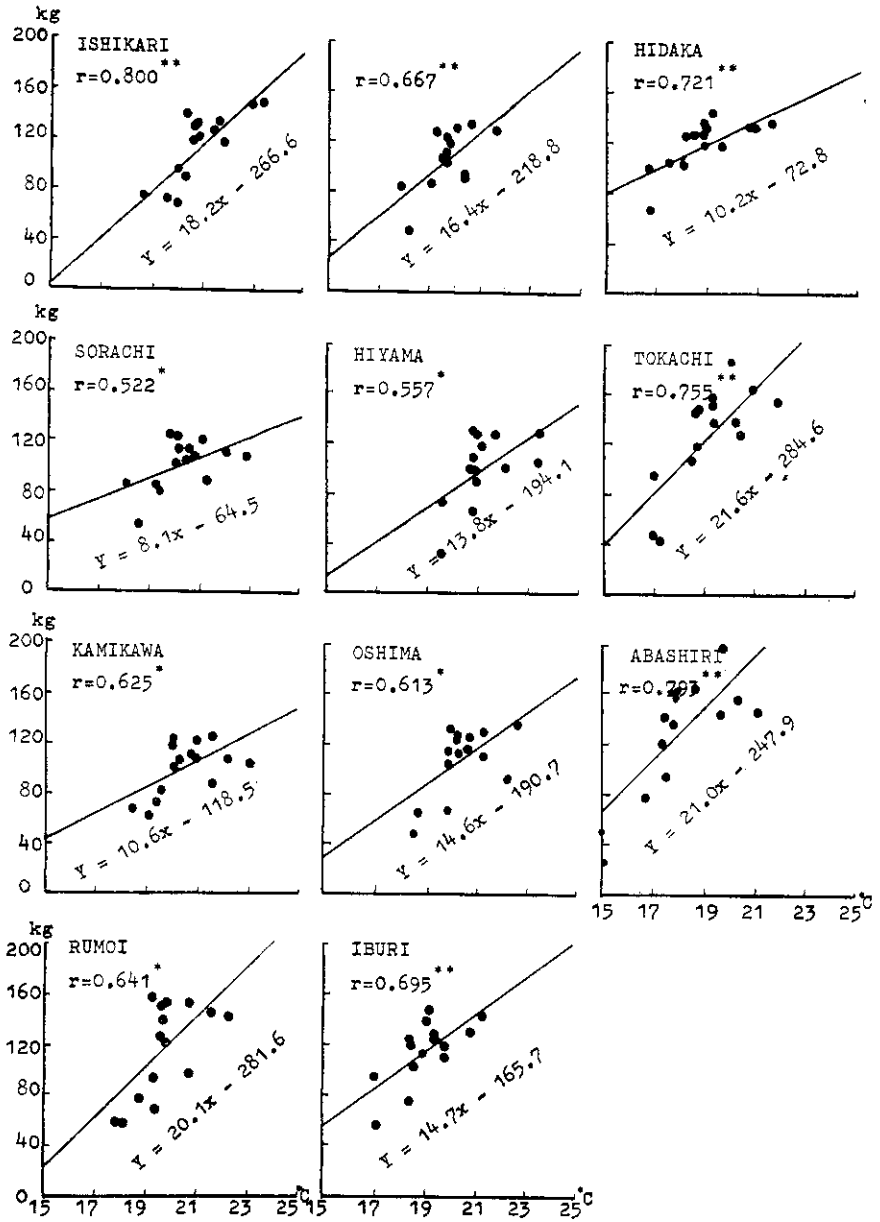 kg
200
160
120
80
40
0
ISHIKARI
r=0.800**
Y = 18.2x - 266.6
r=0.667**
Y = 16.4x - 218.8
HIDAKA
r=0.721**
Y = 10.2x - 72.8
kg
200
160
120
80
40
0
SORACHI
r=0.522*
Y = 8.1x - 64.5
HIYAMA
r=0.557*
Y = 13.8x - 194.1
TOKACHI
r=0.755**
Y = 21.6x - 284.6
kg
200
160
120
80
40
0
KAMIKAWA
r=0.625*
Y = 10.6x - 118.5
OSHIMA
r=0.613*
Y = 14.6x - 190.7
ABASHIRI
r=0.793**
Y = 21.0x - 247.9
15 17 19 21 23 25 °C
kg
200
160
120
80
40
0
RUMOI
r=0.641*
Y = 20.1x - 281.6
15 17 19 21 23 °C
IBURI
r=0.695**
Y = 14.7x - 165.7
15 17 19 21 23 25 °C